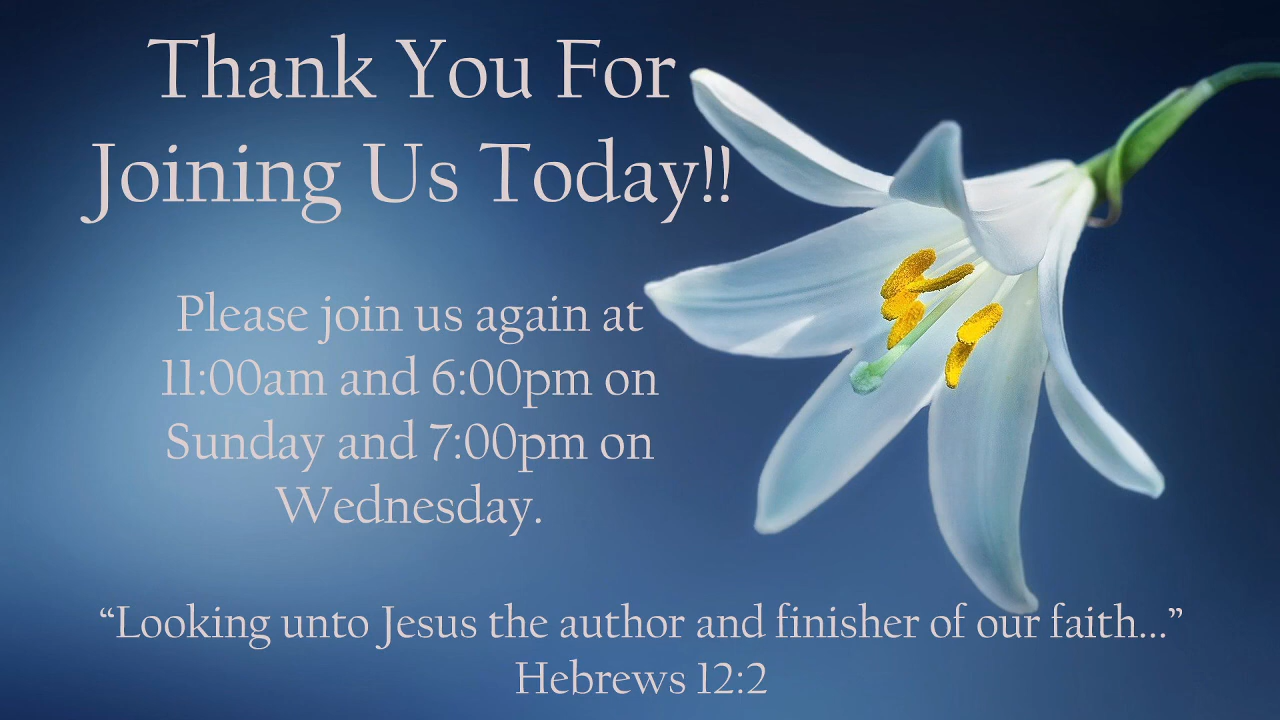 Thank You For
Joining Us Today!!
Please join us again at
11:00am and 6:00pm on
Sunday and 7:00pm on
Wednesday.
“Looking unto Jesus the author and finisher of our faith...”
Hebrews 12:2